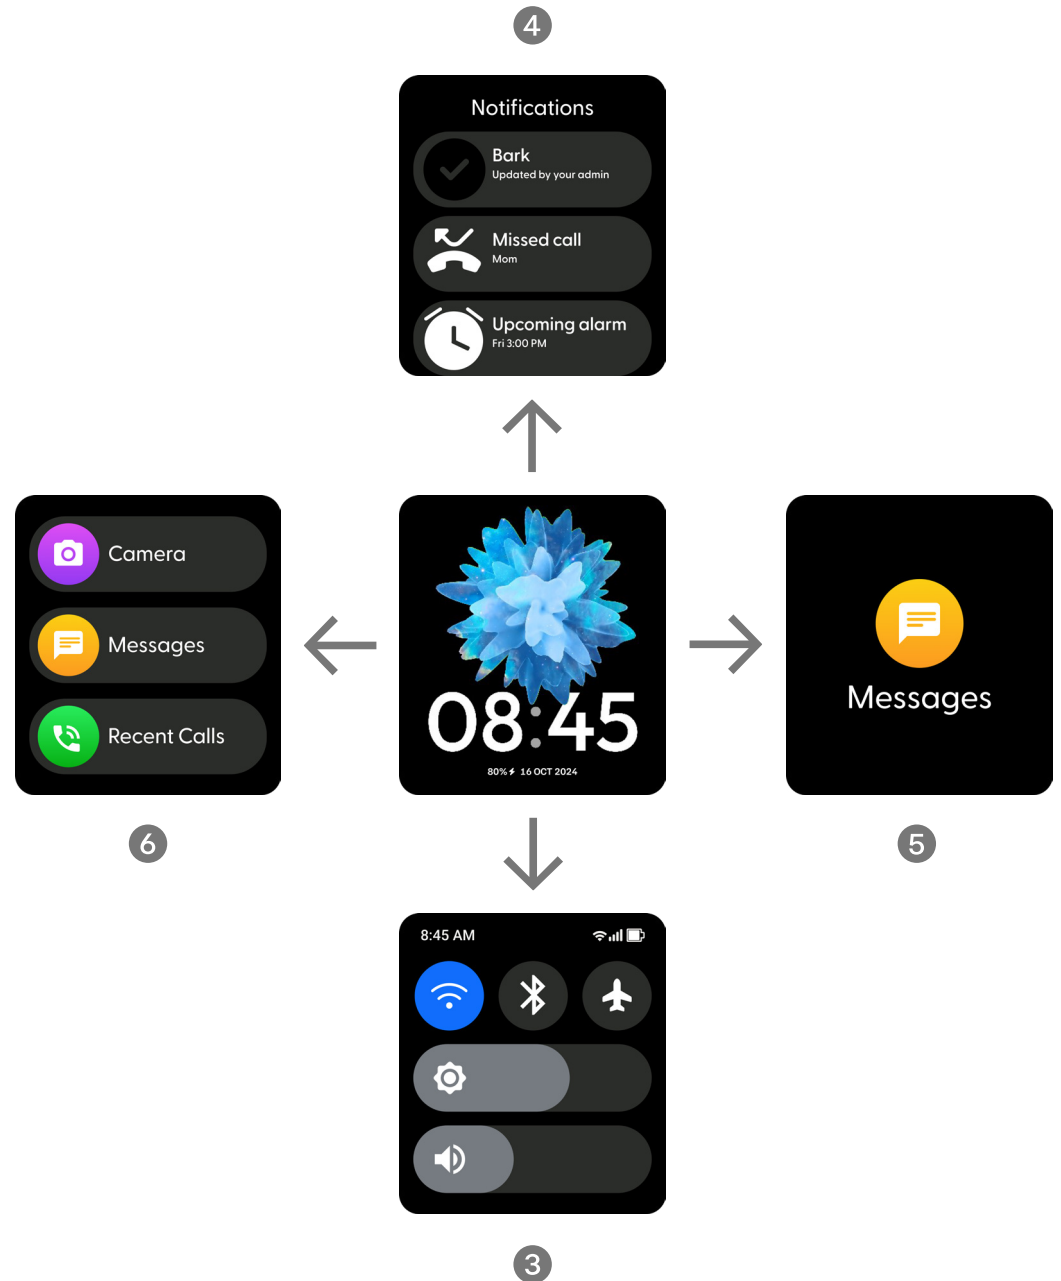 4
Notifications
Bark
Updated by your admin
Missed call
Mom
Upcoming alarm
Fri 3:00 PM
Camera
Messages
Recent Calls
08:45
80% 16 OCT 2024
Messages
6
5
8:45 AM
3